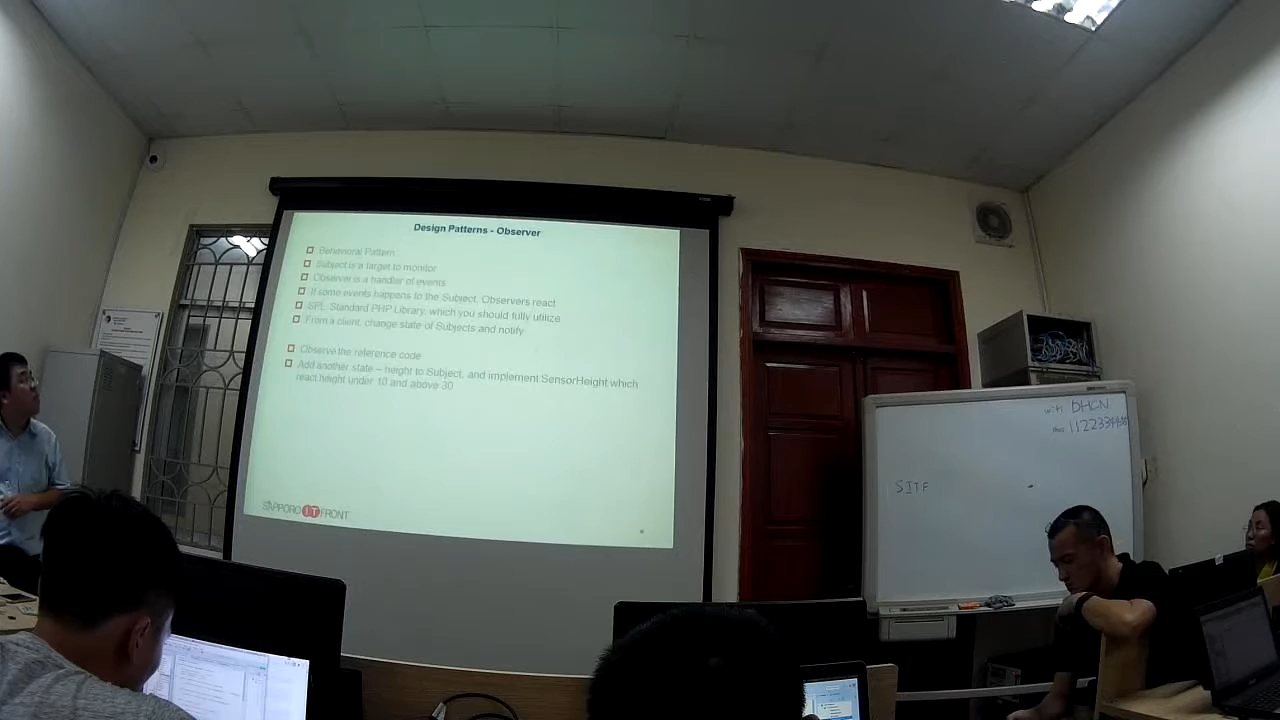 Design Patterns - Observer
Behavioral Pattern
Subject is a target to monitor
Observer is a handler of events
If some events happens to the Subject, Observers react
SPL, Standard PHP Library, which you should fully utilize
From a client, change state of Subjects and notify
Observe the reference code
Add another state – height to Subject, and implement SensorHeight which
react height under 10 and above 30
SAPPORO IT FRONT
DHCN
SITF